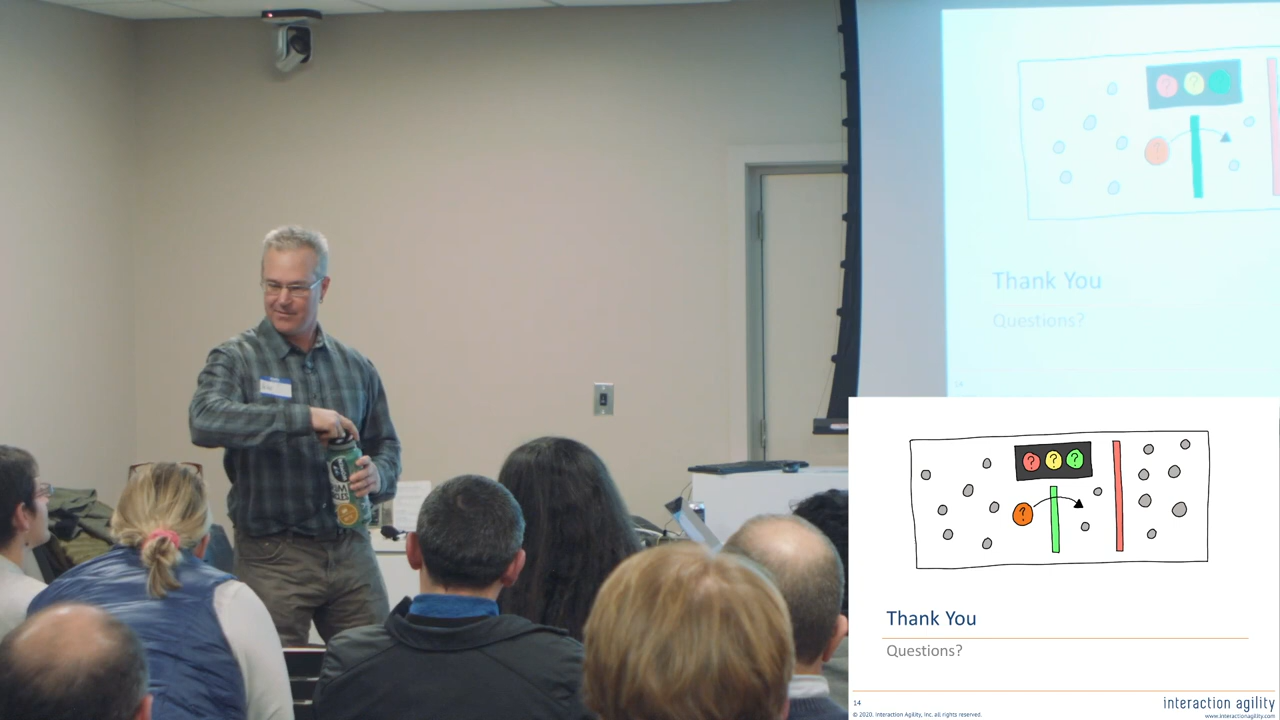 ? ? ?
?
Thank You
Questions?
? ? ?
?
Thank You
Questions?
14
© 2020. Interaction Agility, Inc. all rights reserved.
interaction agility
www.interactionagility.com